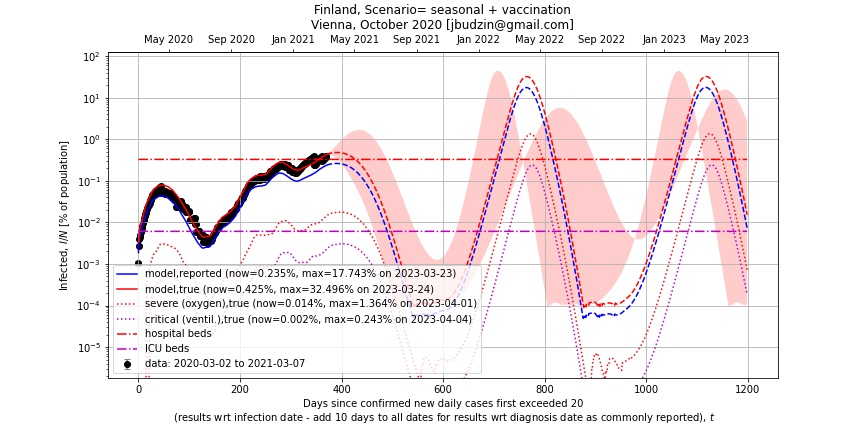 Finland, Scenario= seasonal + vaccination
Vienna, October 2020 [jbudzin@gmail.com]
May 2020 Sep 2020 Jan 2021 May 2021 Sep 2021 Jan 2022 May 2022 Sep 2022 Jan 2023 May 2023
10²
10¹
10⁰
10⁻¹
10⁻²
10⁻³
10⁻⁴
10⁻⁵
Infected, I/N [% of population]
model,reported (now=0.235%, max=17.743% on 2023-03-23)
model,true (now=0.425%, max=32.496% on 2023-03-24)
severe (oxygen),true (now=0.014%, max=1.364% on 2023-04-01)
critical (ventil.),true (now=0.002%, max=0.243% on 2023-04-04)
hospital beds
ICU beds
data: 2020-03-02 to 2021-03-07
0 200 400 600 800 1000 1200
Days since confirmed new daily cases first exceeded 20
(results wrt infection date - add 10 days to all dates for results wrt diagnosis date as commonly reported), t